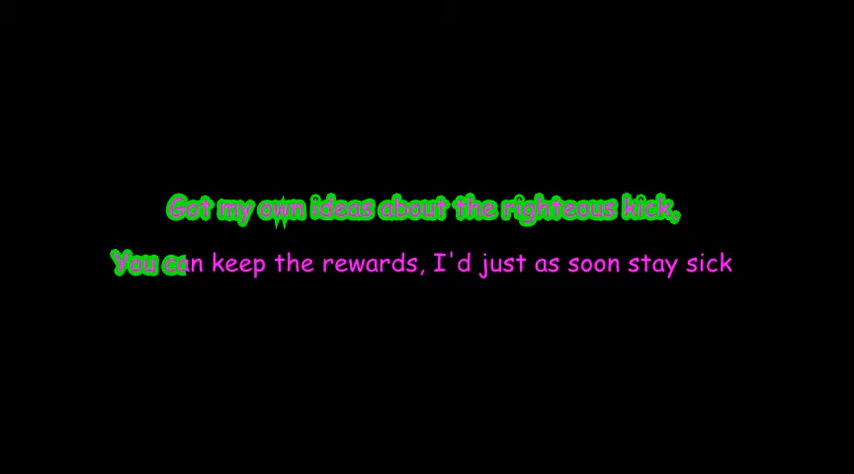 Got my own ideas about the righteous kick,
You can keep the rewards, I'd just as soon stay sick